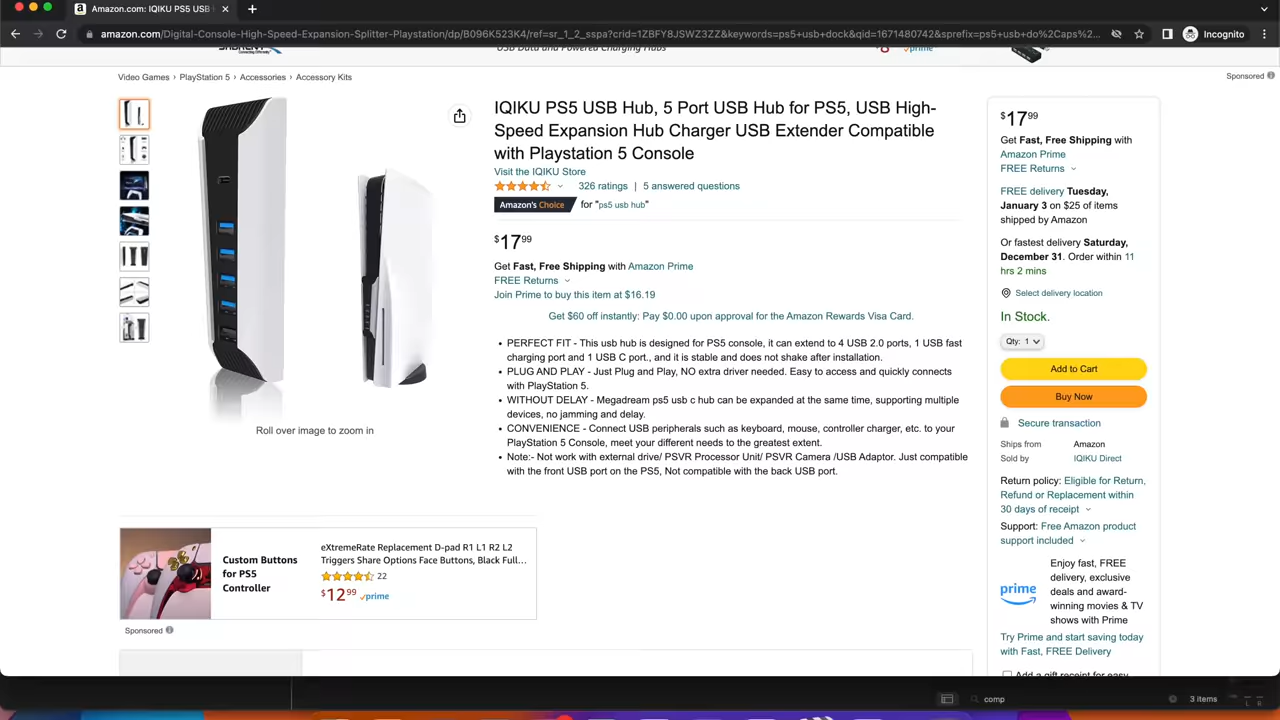 Amazon.com: IQIKU PS5 USB
amazon.com/Digital-Console-High-Speed-Expansion-Splitter-Playstation/dp/B096K523K4/ref=sr_1_2_sspa?crid=1ZBFY8JSWZ3ZZ&keywords=ps5+usb+dock&qid=1671480742&sprefix=ps5+usb+do%2Caps%2C...
Incognito
USB Data and Powered Charging Hubs
prime
Video Games › PlayStation 5 › Accessories › Accessory Kits
Sponsored
IQIKU PS5 USB Hub, 5 Port USB Hub for PS5, USB High-
Speed Expansion Hub Charger USB Extender Compatible
with Playstation 5 Console
Visit the IQIKU Store
326 ratings | 5 answered questions
Amazon's Choice for "ps5 usb hub"
$17.99
Get Fast, Free Shipping with Amazon Prime
FREE Returns
Join Prime to buy this item at $16.19
Get $60 off instantly: Pay $0.00 upon approval for the Amazon Rewards Visa Card.
• PERFECT FIT - This usb hub is designed for PS5 console, it can extend to 4 USB 2.0 ports, 1 USB fast
charging port and 1 USB C port., and it is stable and does not shake after installation.
• PLUG AND PLAY - Just Plug and Play, NO extra driver needed. Easy to access and quickly connects
with PlayStation 5.
• WITHOUT DELAY - Megadream ps5 usb c hub can be expanded at the same time, supporting multiple
devices, no jamming and delay.
• CONVENIENCE - Connect USB peripherals such as keyboard, mouse, controller charger, etc. to your
PlayStation 5 Console, meet your different needs to the greatest extent.
• Note:- Not work with external drive/ PSVR Processor Unit/ PSVR Camera /USB Adaptor. Just compatible
with the front USB port on the PS5, Not compatible with the back USB port.
Roll over image to zoom in
Custom Buttons
for PS5
Controller
eXtremeRate Replacement D-pad R1 L1 R2 L2
Triggers Share Options Face Buttons, Black Full...
22
$12.99 prime
Sponsored
$17.99
Get Fast, Free Shipping with
Amazon Prime
FREE Returns
FREE delivery Tuesday,
January 3 on $25 of items
shipped by Amazon
Or fastest delivery Saturday,
December 31. Order within 11
hrs 2 mins
Select delivery location
In Stock.
Qty: 1
Add to Cart
Buy Now
Secure transaction
Ships from Amazon
Sold by IQIKU Direct
Return policy: Eligible for Return,
Refund or Replacement within
30 days of receipt
Support: Free Amazon product
support included
prime
Enjoy fast, FREE
delivery, exclusive
deals and award-
winning movies & TV
shows with Prime
Try Prime and start saving today
with Fast, FREE Delivery
Add a gift receipt for easy
comp
3 items